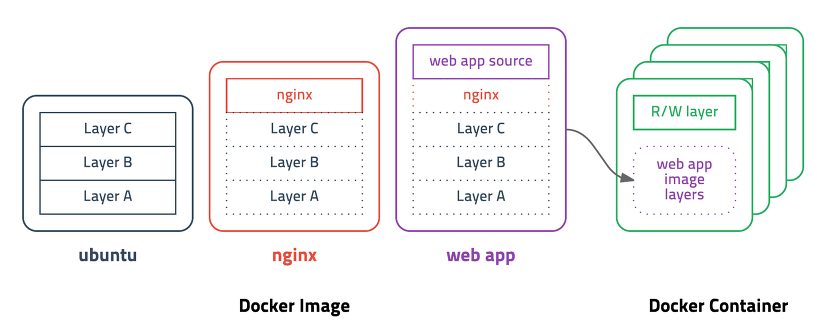 Layer C
Layer B
Layer A
ubuntu
nginx
Layer C
Layer B
Layer A
nginx
web app source
nginx
Layer C
Layer B
Layer A
web app
Docker Image
R/W layer
web app
image
layers
Docker Container